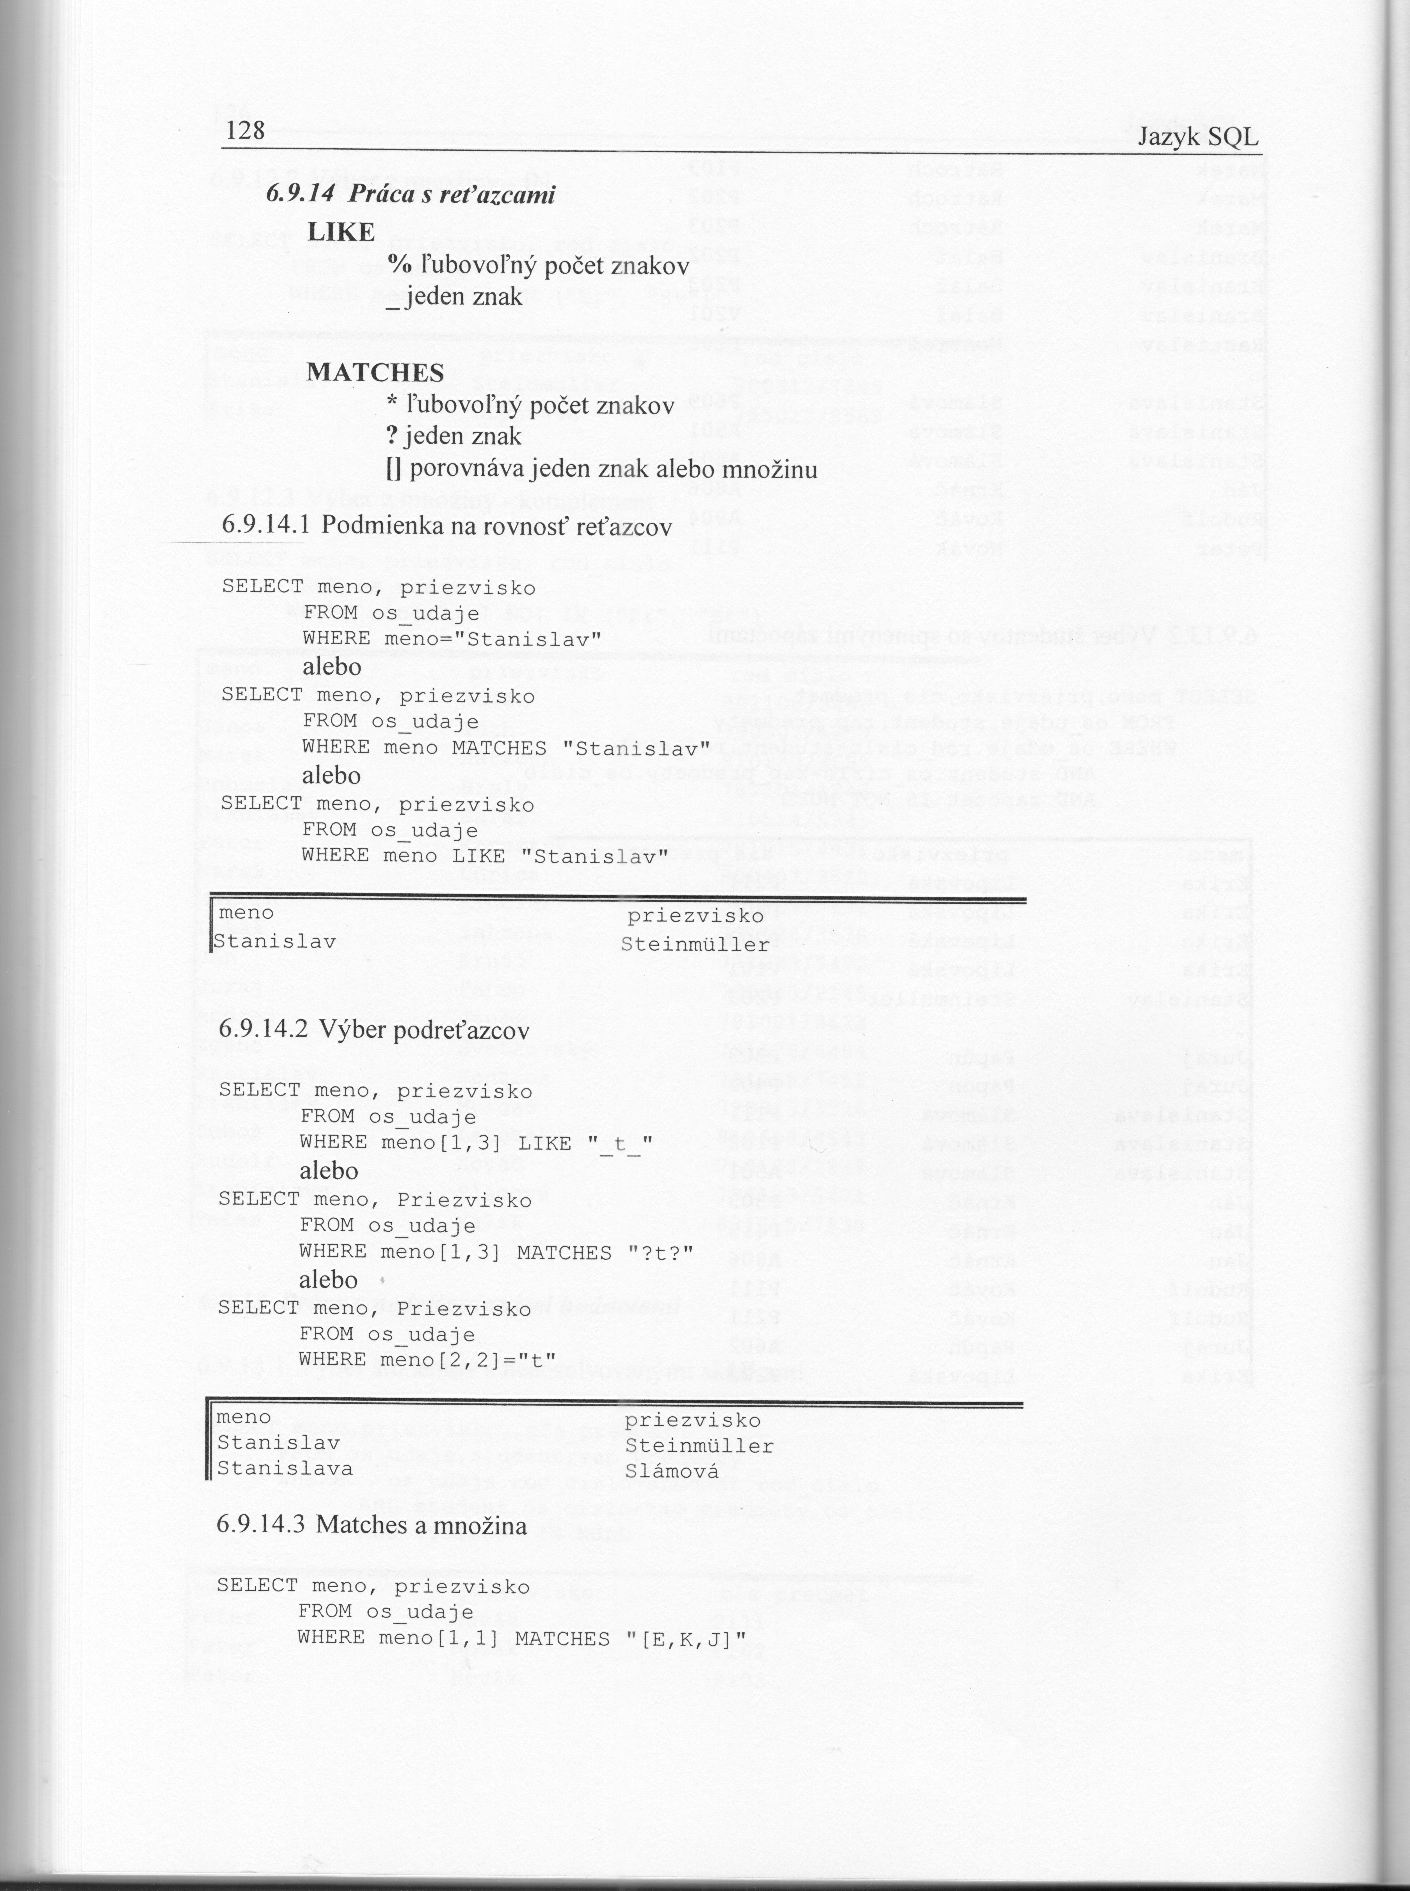 128
Jazyk SQL
6.9.14 Práca s reťazcami
LIKE
% ľubovoľný počet znakov
_ jeden znak
MATCHES
* ľubovoľný počet znakov
? jeden znak
[] porovnáva jeden znak alebo množinu
6.9.14.1 Podmienka na rovnosť reťazcov
SELECT meno, priezvisko
FROM os_udaje
WHERE meno="Stanislav"
alebo
SELECT meno, priezvisko
FROM os_udaje
WHERE meno MATCHES "Stanislav"
alebo
SELECT meno, priezvisko
FROM os_udaje
WHERE meno LIKE "Stanislav"
meno priezvisko
Stanislav Steinmüller
6.9.14.2 Výber podreťazcov
SELECT meno, priezvisko
FROM os_udaje
WHERE meno[1,3] LIKE "_t_"
alebo
SELECT meno, Priezvisko
FROM os_udaje
WHERE meno[1,3] MATCHES "?t?"
alebo
SELECT meno, Priezvisko
FROM os_udaje
WHERE meno[2,2]="t"
meno priezvisko
Stanislav Steinmüller
Stanislava Slámová
6.9.14.3 Matches a množina
SELECT meno, priezvisko
FROM os_udaje
WHERE meno[1,1] MATCHES "[E,K,J]"